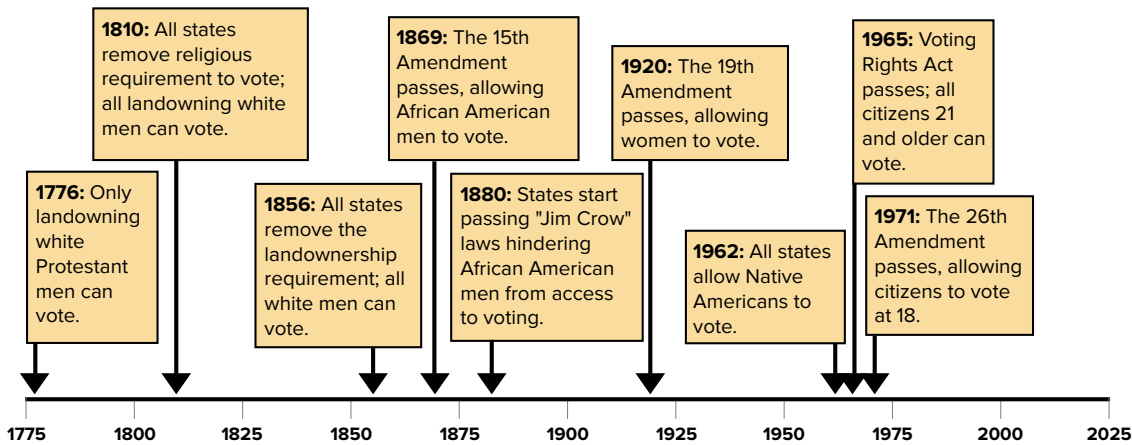 1810: All states
remove religious
requirement to vote;
all landowning white
men can vote.
1869: The 15th
Amendment
passes, allowing
African American
men to vote.
1920: The 19th
Amendment
passes, allowing
women to vote.
1965: Voting
Rights Act
passes; all
citizens 21
and older can
vote.
1776: Only
landowning
white
Protestant
men can
vote.
1856: All states
remove the
landownership
requirement; all
white men can
vote.
1880: States start
passing "Jim Crow"
laws hindering
African American
men from access
to voting.
1962: All states
allow Native
Americans to
vote.
1971: The 26th
Amendment
passes, allowing
citizens to vote
at 18.
1775 1800 1825 1850 1875 1900 1925 1950 1975 2000 2025